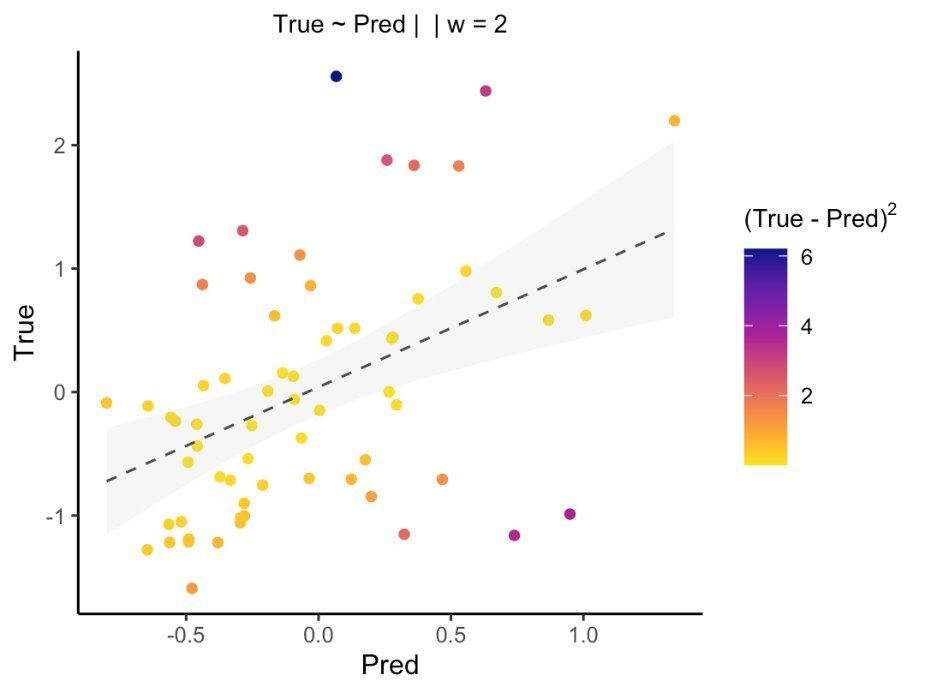 True ~ Pred | | w = 2
2
1
0
-1
True
-0.5 0.0 0.5 1.0
Pred
(True - Pred)²
6
4
2